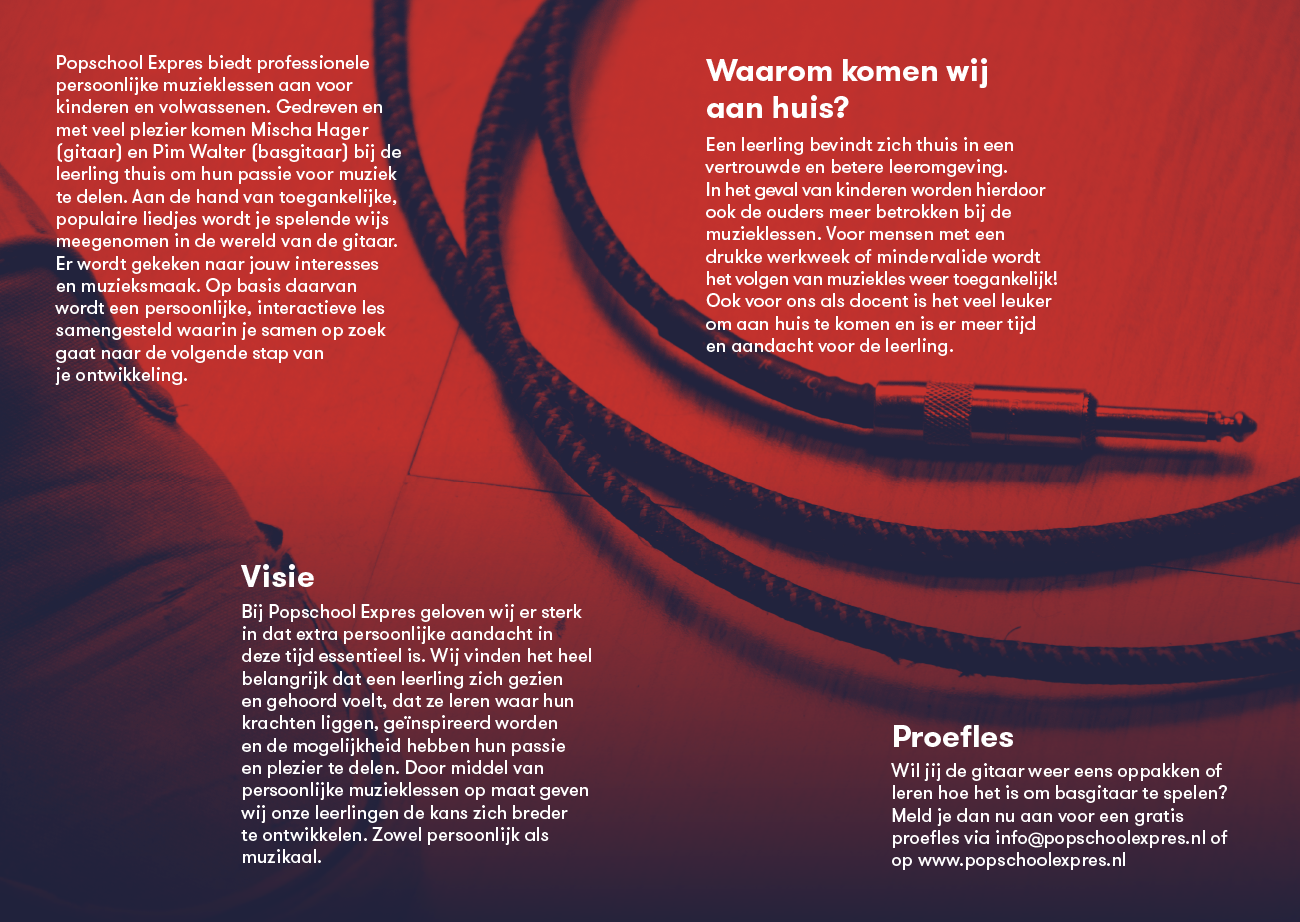 Popschool Expres biedt professionele
persoonlijke muzieklessen aan voor
kinderen en volwassenen. Gedreven en
met veel plezier komen Mischa Hager
(gitaar) en Pim Walter (basgitaar) bij de
leerling thuis om hun passie voor muziek
te delen. Aan de hand van toegankelijke,
populaire liedjes wordt je spelende wijs
meegenomen in de wereld van de gitaar.
Er wordt gekeken naar jouw interesses
en muzieksmaak. Op basis daarvan
wordt een persoonlijke, interactieve les
samengesteld waarin je samen op zoek
gaat naar de volgende stap van
je ontwikkeling.
Waarom komen wij
aan huis?
Een leerling bevindt zich thuis in een
vertrouwde en betere leeromgeving.
In het geval van kinderen worden hierdoor
ook de ouders meer betrokken bij de
muzieklessen. Voor mensen met een
drukke werkweek of mindervalide wordt
het volgen van muziekles weer toegankelijk!
Ook voor ons als docent is het veel leuker
om aan huis te komen en is er meer tijd
en aandacht voor de leerling.
Visie
Bij Popschool Expres geloven wij er sterk
in dat extra persoonlijke aandacht in
deze tijd essentieel is. Wij vinden het heel
belangrijk dat een leerling zich gezien
en gehoord voelt, dat ze leren waar hun
krachten liggen, geïnspireerd worden
en de mogelijkheid hebben hun passie
en plezier te delen. Door middel van
persoonlijke muzieklessen op maat geven
wij onze leerlingen de kans zich breder
te ontwikkelen. Zowel persoonlijk als
muzikaal.
Proefles
Wil jij de gitaar weer eens oppakken of
leren hoe het is om basgitaar te spelen?
Meld je dan nu aan voor een gratis
proefles via info@popschoolexpres.nl of
op www.popschoolexpres.nl